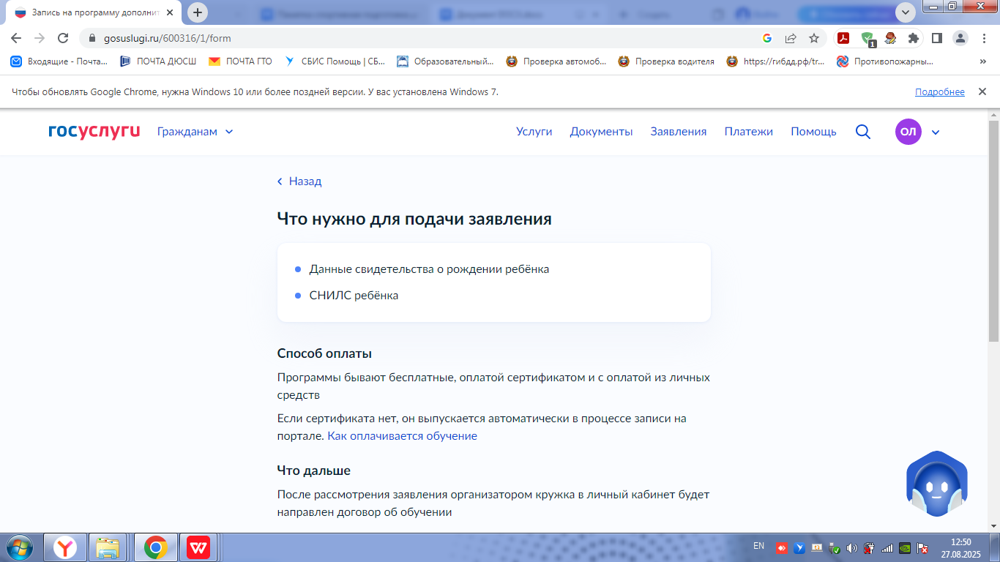 Запись на программу дополнит
gosuslugi.ru/600316/1/form
1
Входящие - Почта...
ПОЧТА ДЮСШ
ПОЧТА ГТО
СБИС Помощь | СБ...
Образовательный...
Проверка автомоб...
Проверка водителя
https://гибдд.рф/tr...
Противопожарны...
Чтобы обновлять Google Chrome, нужна Windows 10 или более поздней версии. У вас установлена Windows 7.
Подробнее
госуслуги
Гражданам
Услуги
Документы
Заявления
Платежи
Помощь
ОЛ
Назад
Что нужно для подачи заявления
Данные свидетельства о рождении ребёнка
СНИЛС ребёнка
Способ оплаты
Программы бывают бесплатные, оплатой сертификатом и с оплатой из личных
средств
Если сертификата нет, он выпускается автоматически в процессе записи на
портале. Как оплачивается обучение
Что дальше
После рассмотрения заявления организатором кружка в личный кабинет будет
направлен договор об обучении
EN
12:50
27.08.2025